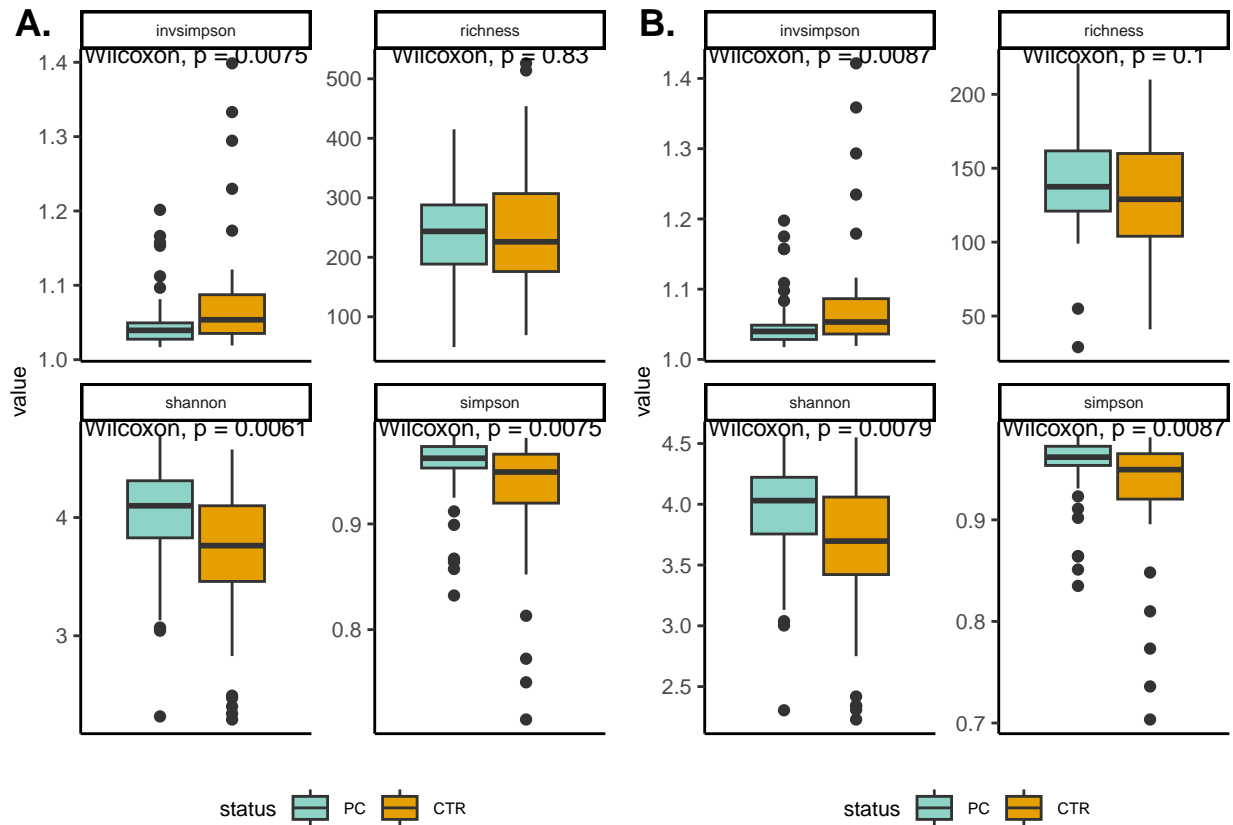 A.
invsimpson
richness
Wilcoxon, p = 0.0075
Wilcoxon, p = 0.83
1.4
1.3
1.2
1.1
1.0
500
400
300
200
100
value
shannon
simpson
Wilcoxon, p = 0.0061
Wilcoxon, p = 0.0075
4
3
0.9
0.8
status PC CTR
B.
invsimpson
richness
Wilcoxon, p = 0.0087
Wilcoxon, p = 0.1
1.4
1.3
1.2
1.1
1.0
200
150
100
50
value
shannon
simpson
Wilcoxon, p = 0.0079
Wilcoxon, p = 0.0087
4.5
4.0
3.5
3.0
2.5
0.9
0.8
0.7
status PC CTR